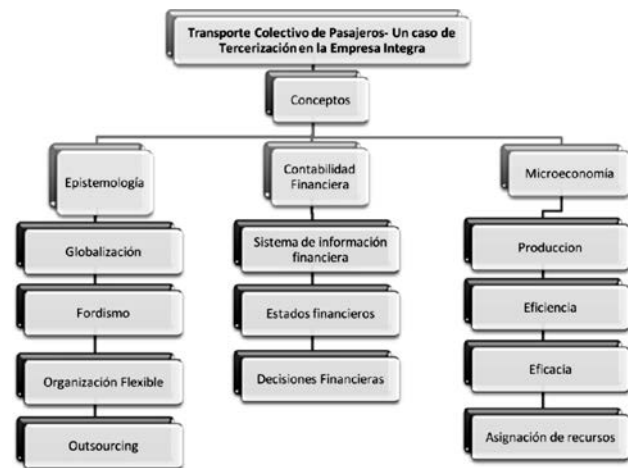 Transporte Colectivo de Pasajeros- Un caso de
Tercerización en la Empresa Integra
Conceptos
Epistemología
Globalización
Fordismo
Organización Flexible
Outsourcing
Contabilidad
Financiera
Sistema de información
financiera
Estados financieros
Decisiones Financieras
Microeconomía
Produccion
Eficiencia
Eficacia
Asignación de recursos